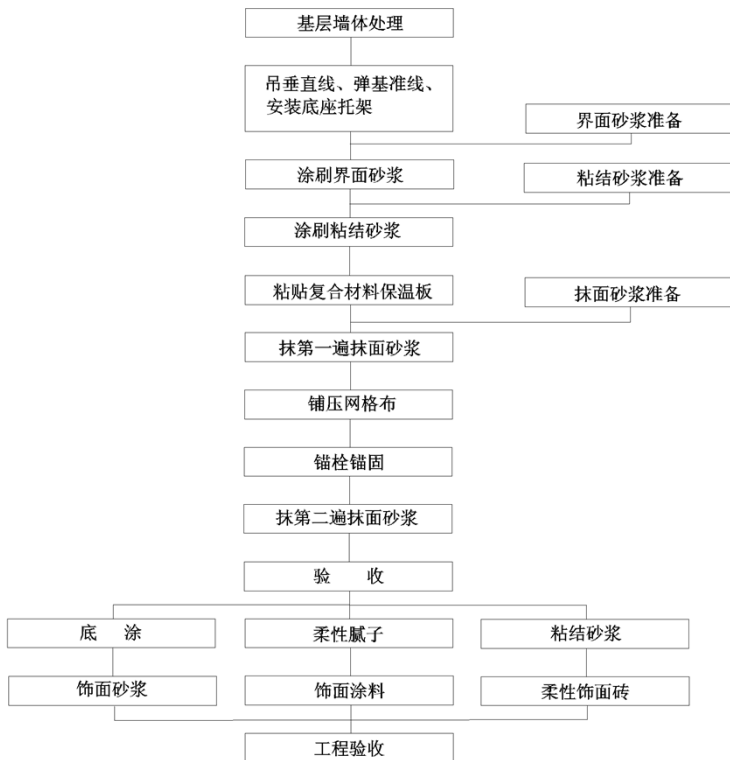 基层墙体处理
吊垂直线、弹基准线、
安装底座托架
界面砂浆准备
涂刷界面砂浆
粘结砂浆准备
涂刷粘结砂浆
粘贴复合材料保温板
抹面砂浆准备
抹第一遍抹面砂浆
铺压网格布
锚栓锚固
抹第二遍抹面砂浆
验 收
底 涂
柔性腻子
粘结砂浆
饰面砂浆
饰面涂料
柔性饰面砖
工程验收